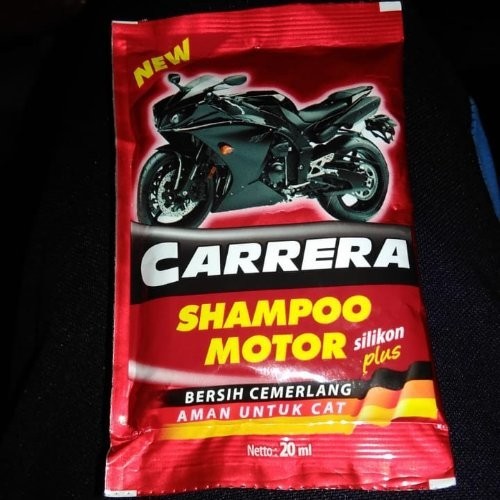 NEW
CARRERA
SHAMPOO
MOTOR silikon plus
BERSIH CEMERLANG
AMAN UNTUK CAT
Netto: 20 ml